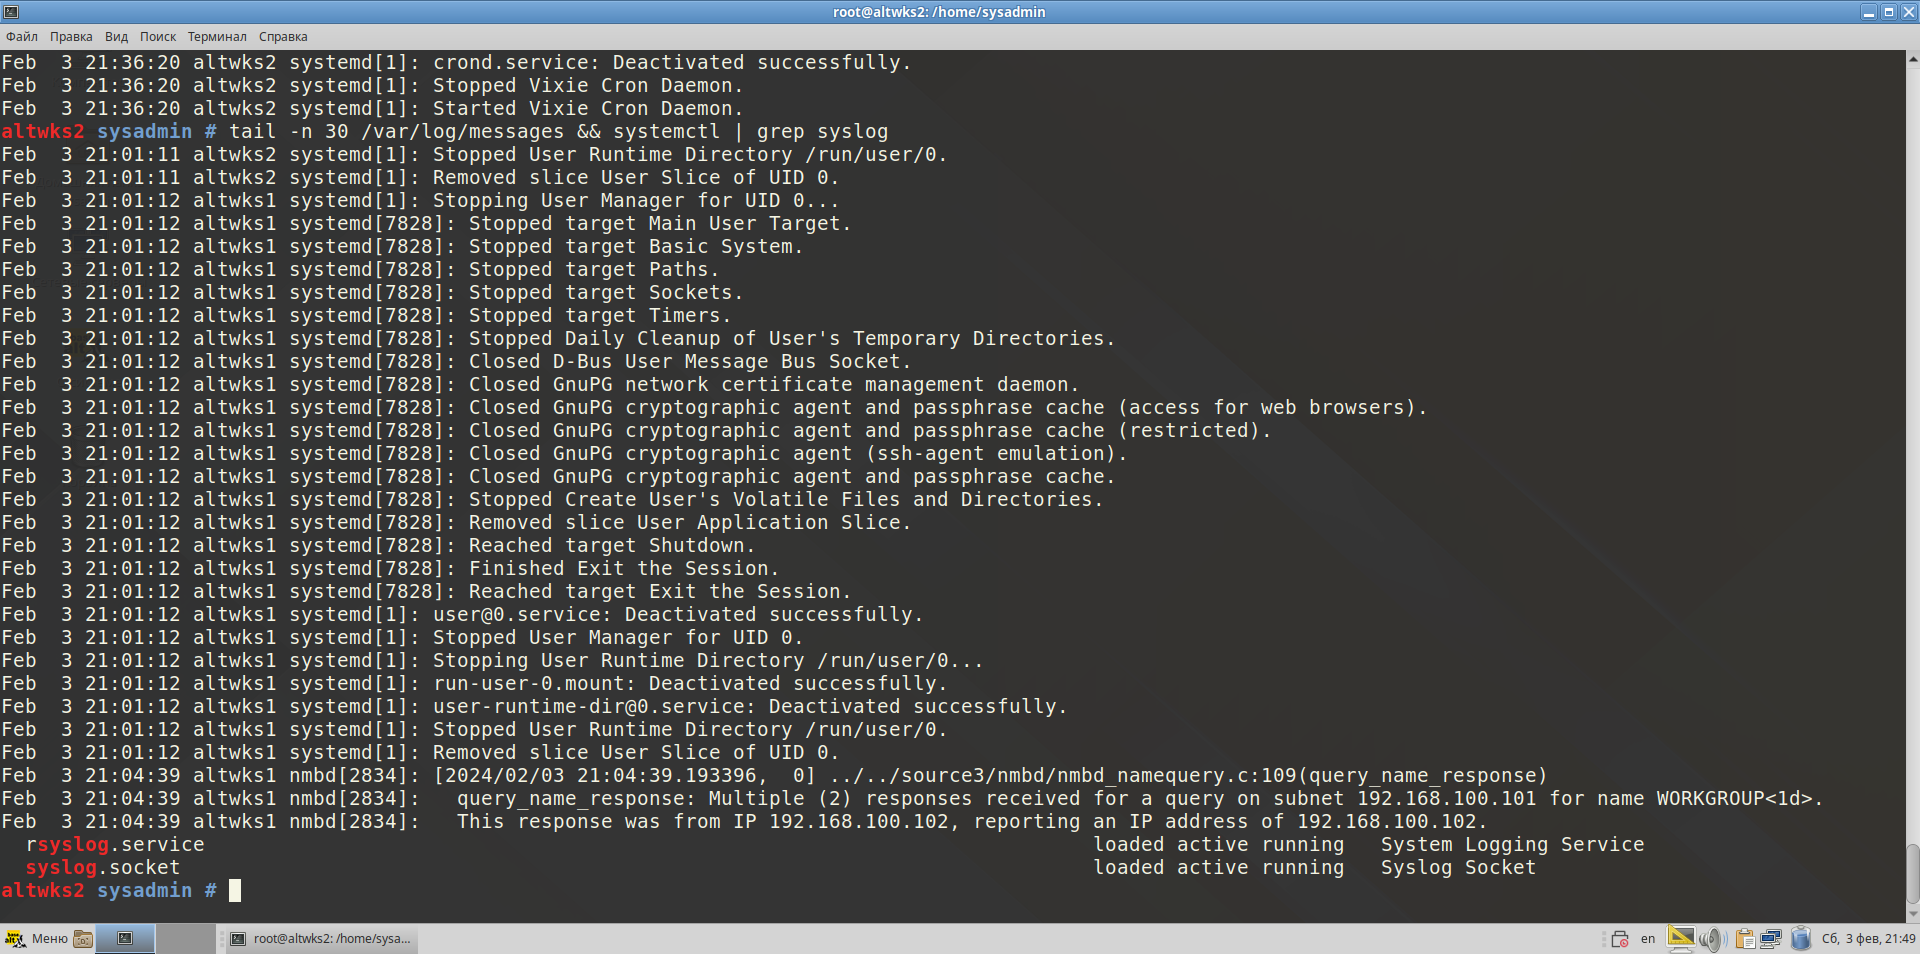 root@altwks2: /home/sysadmin
Файл Правка Вид Поиск Терминал Справка
Feb  3 21:36:20 altwks2 systemd[1]: crond.service: Deactivated successfully.
Feb  3 21:36:20 altwks2 systemd[1]: Stopped Vixie Cron Daemon.
Feb  3 21:36:20 altwks2 systemd[1]: Started Vixie Cron Daemon.
altwks2 sysadmin # tail -n 30 /var/log/messages && systemctl | grep syslog
Feb  3 21:01:11 altwks2 systemd[1]: Stopped User Runtime Directory /run/user/0.
Feb  3 21:01:11 altwks2 systemd[1]: Removed slice User Slice of UID 0.
Feb  3 21:01:12 altwks1 systemd[1]: Stopping User Manager for UID 0...
Feb  3 21:01:12 altwks1 systemd[7828]: Stopped target Main User Target.
Feb  3 21:01:12 altwks1 systemd[7828]: Stopped target Basic System.
Feb  3 21:01:12 altwks1 systemd[7828]: Stopped target Paths.
Feb  3 21:01:12 altwks1 systemd[7828]: Stopped target Sockets.
Feb  3 21:01:12 altwks1 systemd[7828]: Stopped target Timers.
Feb  3 21:01:12 altwks1 systemd[7828]: Stopped Daily Cleanup of User's Temporary Directories.
Feb  3 21:01:12 altwks1 systemd[7828]: Closed D-Bus User Message Bus Socket.
Feb  3 21:01:12 altwks1 systemd[7828]: Closed GnuPG network certificate management daemon.
Feb  3 21:01:12 altwks1 systemd[7828]: Closed GnuPG cryptographic agent and passphrase cache (access for web browsers).
Feb  3 21:01:12 altwks1 systemd[7828]: Closed GnuPG cryptographic agent and passphrase cache (restricted).
Feb  3 21:01:12 altwks1 systemd[7828]: Closed GnuPG cryptographic agent (ssh-agent emulation).
Feb  3 21:01:12 altwks1 systemd[7828]: Closed GnuPG cryptographic agent and passphrase cache.
Feb  3 21:01:12 altwks1 systemd[7828]: Stopped Create User's Volatile Files and Directories.
Feb  3 21:01:12 altwks1 systemd[7828]: Removed slice User Application Slice.
Feb  3 21:01:12 altwks1 systemd[7828]: Reached target Shutdown.
Feb  3 21:01:12 altwks1 systemd[7828]: Finished Exit the Session.
Feb  3 21:01:12 altwks1 systemd[7828]: Reached target Exit the Session.
Feb  3 21:01:12 altwks1 systemd[1]: user@0.service: Deactivated successfully.
Feb  3 21:01:12 altwks1 systemd[1]: Stopped User Manager for UID 0.
Feb  3 21:01:12 altwks1 systemd[1]: Stopping User Runtime Directory /run/user/0...
Feb  3 21:01:12 altwks1 systemd[1]: run-user-0.mount: Deactivated successfully.
Feb  3 21:01:12 altwks1 systemd[1]: user-runtime-dir@0.service: Deactivated successfully.
Feb  3 21:01:12 altwks1 systemd[1]: Stopped User Runtime Directory /run/user/0.
Feb  3 21:01:12 altwks1 systemd[1]: Removed slice User Slice of UID 0.
Feb  3 21:04:39 altwks1 nmbd[2834]: [2024/02/03 21:04:39.193396,  0] ../../source3/nmbd/nmbd_namequery.c:109(query_name_response)
Feb  3 21:04:39 altwks1 nmbd[2834]:   query_name_response: Multiple (2) responses received for a query on subnet 192.168.100.101 for name WORKGROUP<1d>.
Feb  3 21:04:39 altwks1 nmbd[2834]:   This response was from IP 192.168.100.102, reporting an IP address of 192.168.100.102.
rsyslog.service loaded active running System Logging Service
syslog.socket loaded active running Syslog Socket
altwks2 sysadmin #
Меню root@altwks2: /home/sysa... en Сб, 3 фев, 21:49